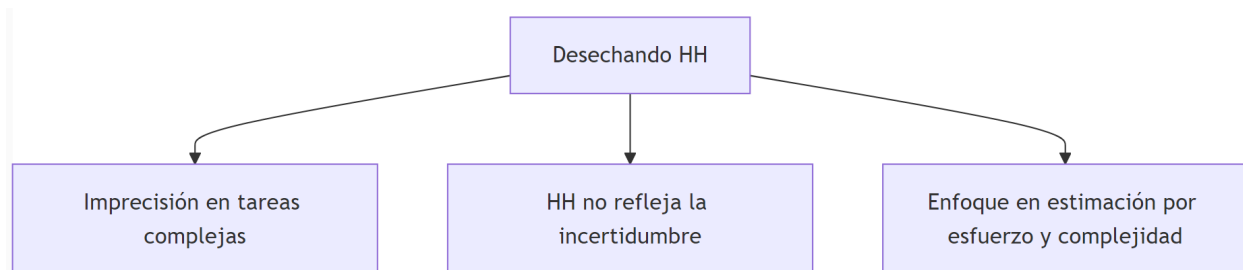 Desechando HH
Imprecisión en tareas
complejas
HH no refleja la
incertidumbre
Enfoque en estimación por
esfuerzo y complejidad